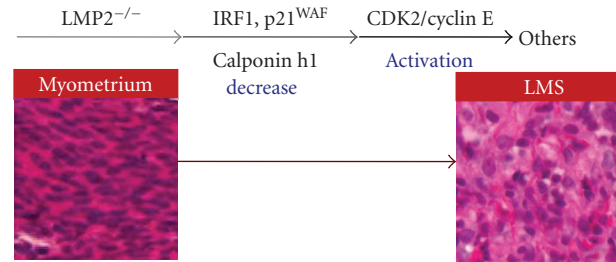 LMP2−/− IRF1, p21WAF CDK2/cyclin E
Others
Calponin h1 Activation
decrease
Myometrium LMS